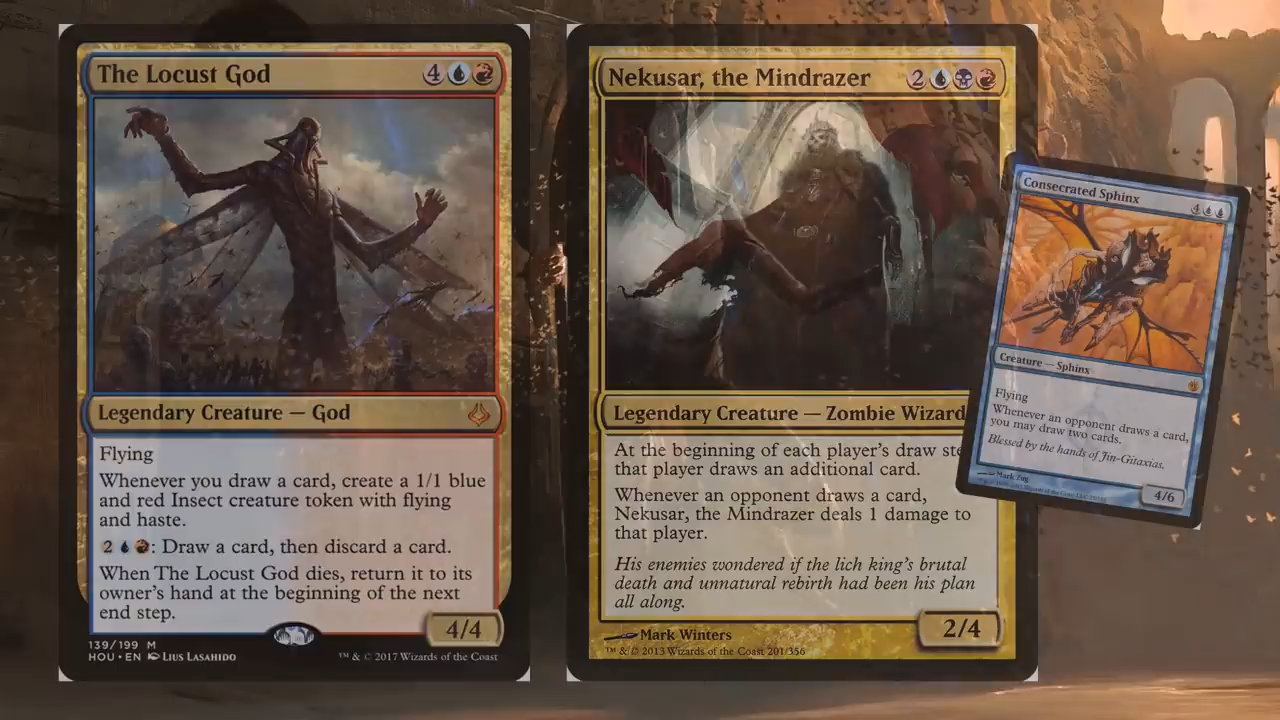 The Locust God
4
Legendary Creature — God
Flying
Whenever you draw a card, create a 1/1 blue
and red Insect creature token with flying
and haste.
2 : Draw a card, then discard a card.
When The Locust God dies, return it to its
owner's hand at the beginning of the next
end step.
4/4
139/199 M
HOU • EN Lius Lasahido
™ & © 2017 Wizards of the Coast
Nekusar, the Mindrazer
2
Legendary Creature — Zombie Wizard
At the beginning of each player's draw ste
that player draws an additional card.
Whenever an opponent draws a card,
Nekusar, the Mindrazer deals 1 damage to
that player.
His enemies wondered if the lich king's brutal
death and unnatural rebirth had been his plan
all along.
2/4
Mark Winters
™ & © 2013 Wizards of the Coast 201/356
Consecrated Sphinx
4
Creature — Sphinx
Flying
Whenever an opponent draws a card,
you may draw two cards.
Blessed by the hands of Jin-Gitaxias.
Mark Zug
4/6